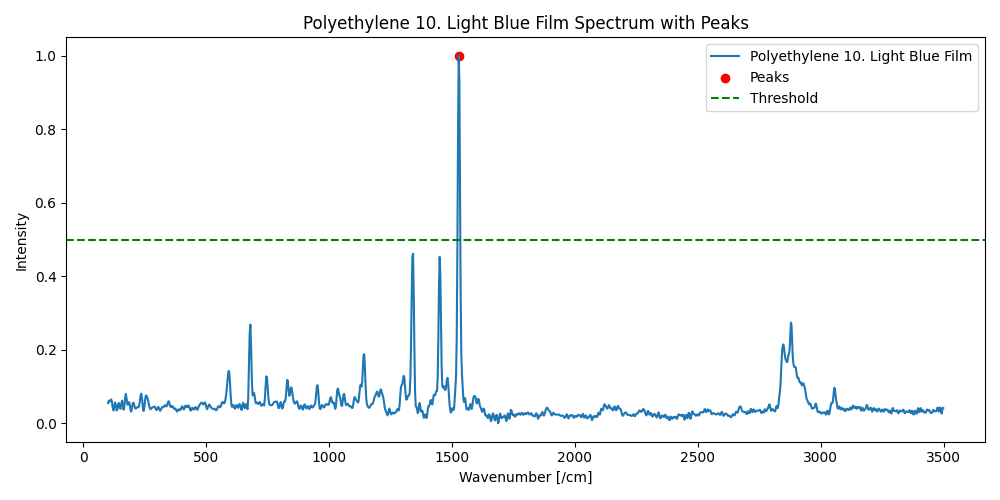 Polyethylene 10. Light Blue Film Spectrum with Peaks
Polyethylene 10. Light Blue Film
Peaks
Threshold
Intensity
1.0
0.8
0.6
0.4
0.2
0.0
0 500 1000 1500 2000 2500 3000 3500
Wavenumber [/cm]